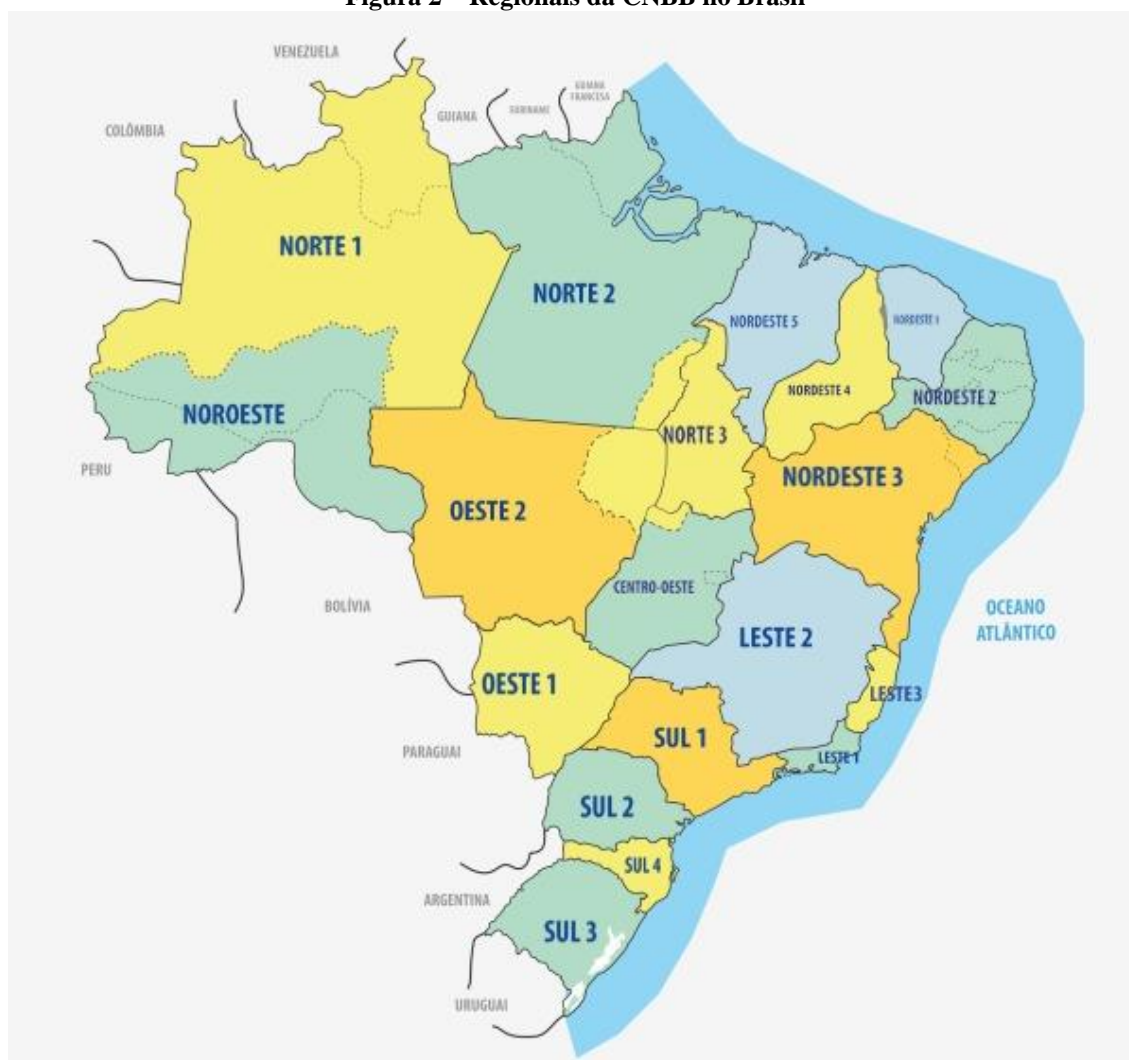 Figura 2 – Regionais da CNBB no Brasil
VENEZUELA
COLÔMBIA
GUIANA
SURINAME
GUIANA
FRANCESA
NORTE 1
NORTE 2
NORDESTE 5
NORDESTE 1
NORDESTE 4
NORDESTE 2
NOROESTE
NORTE 3
PERU
NORDESTE 3
OESTE 2
CENTRO-OESTE
BOLÍVIA
OCEANO
ATLÂNTICO
LESTE 2
OESTE 1
LESTE 3
SUL 1
PARAGUAI
LESTE 1
SUL 2
SUL 4
ARGENTINA
SUL 3
URUGUAI